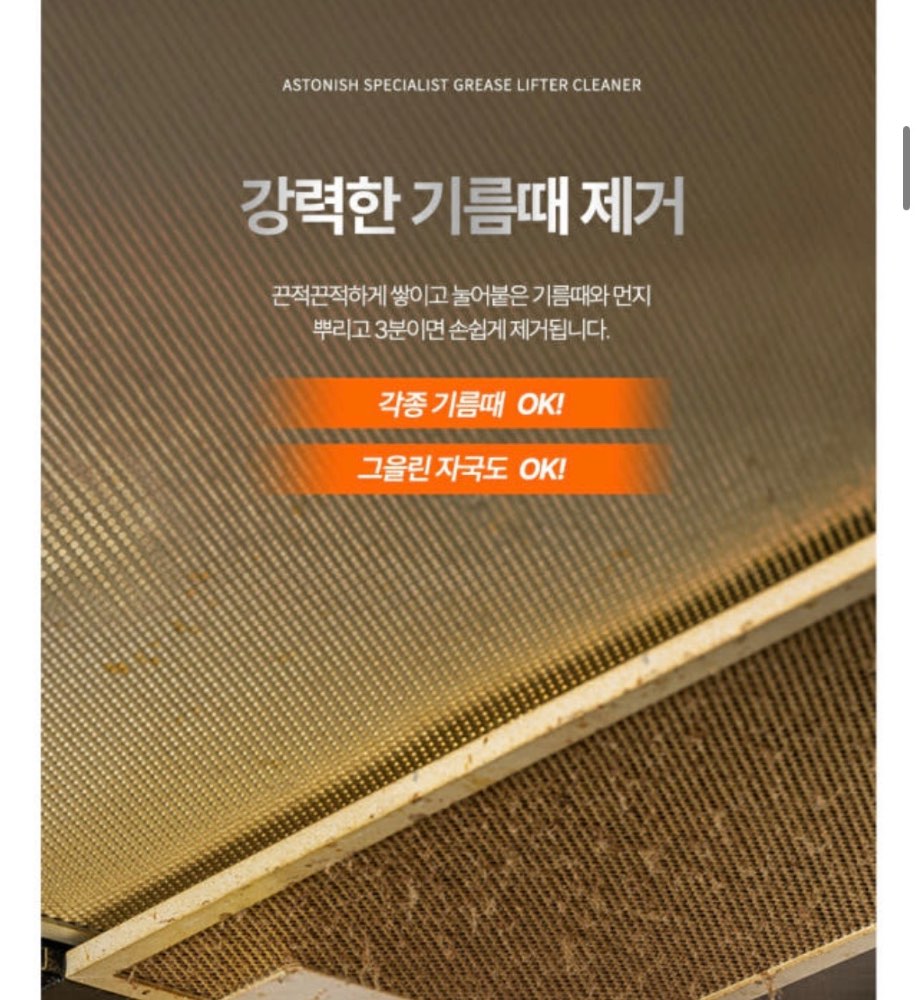 ASTONISH SPECIALIST GREASE LIFTER CLEANER
강력한 기름때 제거
끈적끈적하게 쌓이고 눌어붙은 기름때와 먼지
뿌리고 3분이면 손쉽게 제거됩니다.
각종 기름때 OK!
그을린 자국도 OK!